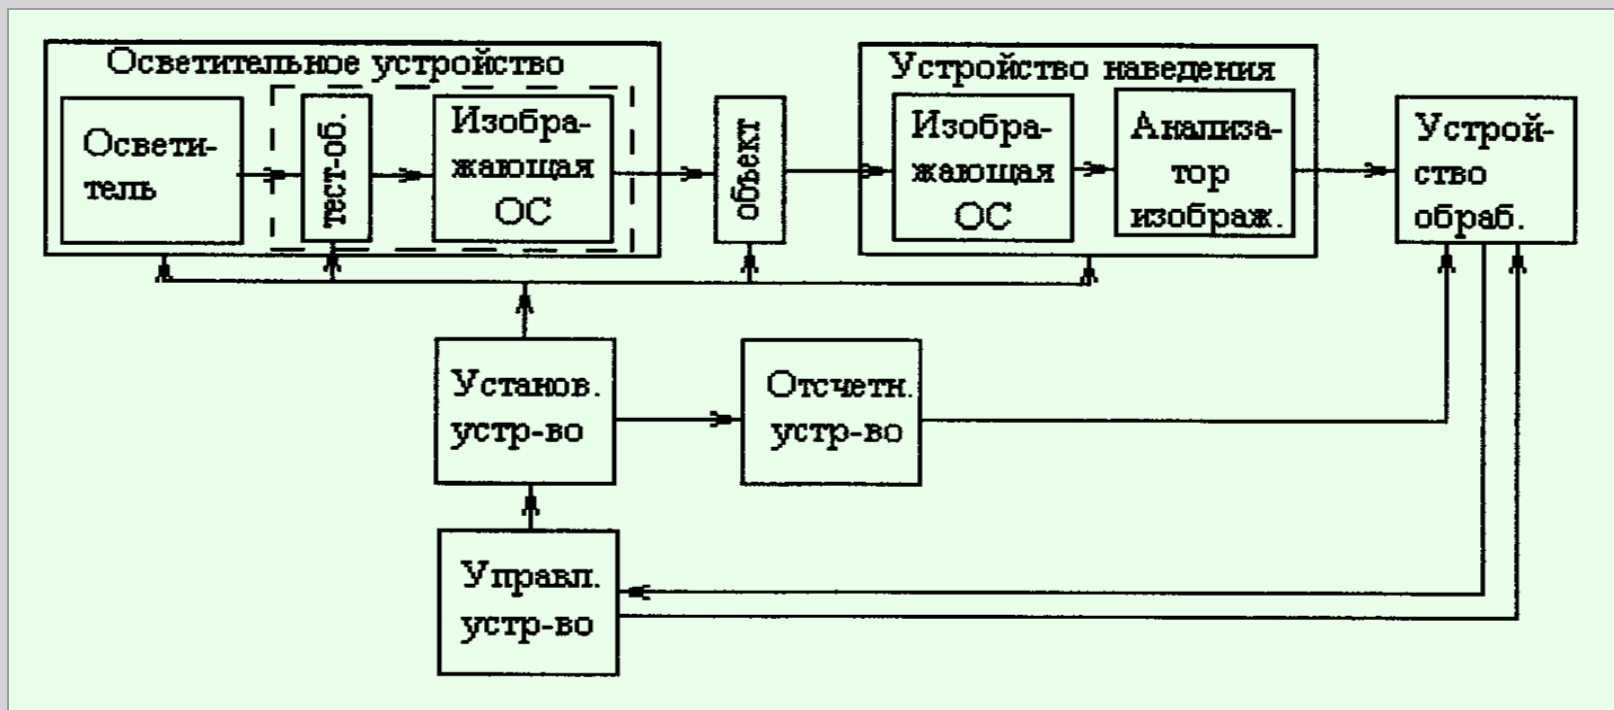 Осветительное устройство
Освети-
тель
тест-об.
Изобра-
жающая
ОС
объект
Устройство наведения
Изобра-
жающая
ОС
Анализа-
тор
изображ.
Устрой-
ство
обраб.
Установ.
устр-во
Отсчетн.
устр-во
Управл.
устр-во